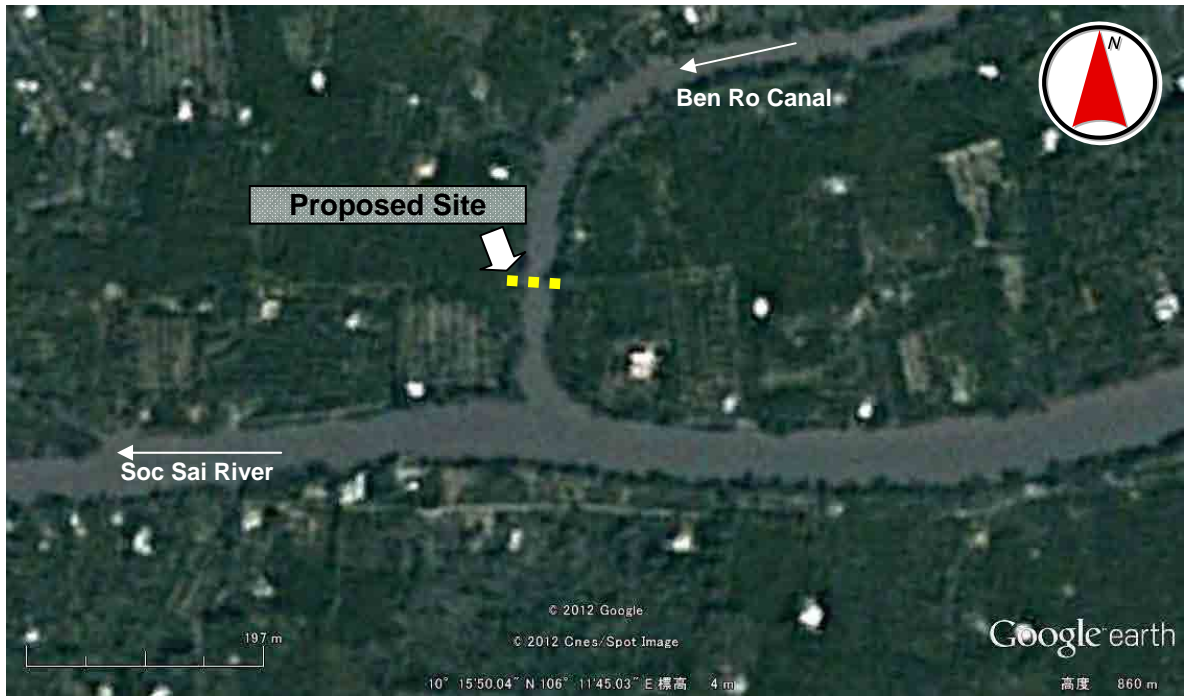 N
Ben Ro Canal
Proposed Site
Soc Sai River
© 2012 Google
© 2012 Cnes/Spot Image
Google earth
197 m
10° 15'50.04" N 106° 11'45.03" E 標高 4 m
高度 860 m